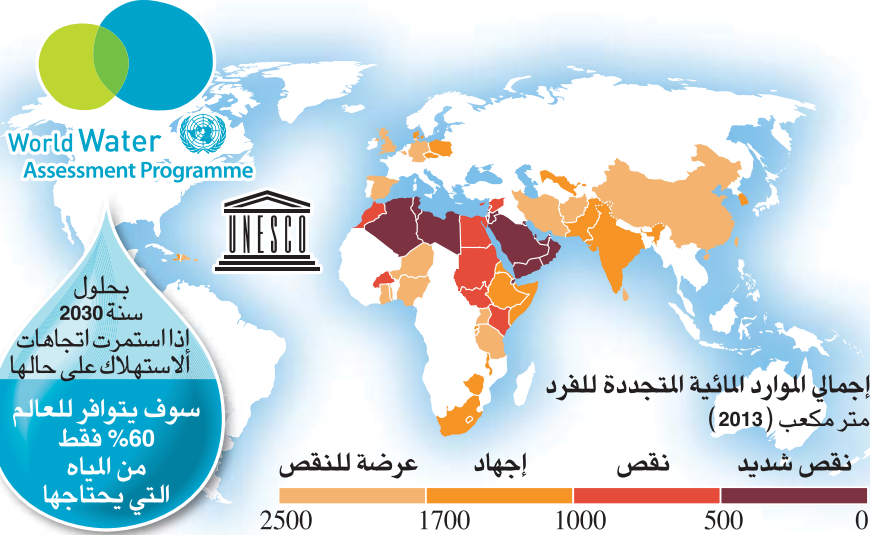 World Water
Assessment Programme
UNESCO
بحلول
سنة 2030
إذا استمرت اتجاهات
الاستهلاك على حالها
سوف يتوافر للعالم
60% فقط
من المياه
التي يحتاجها
إجمالي الموارد المائية المتجددة للفرد
متر مكعب (2013)
نقص شديد
نقص
إجهاد
عرضة للنقص
2500 1700 1000 500 0